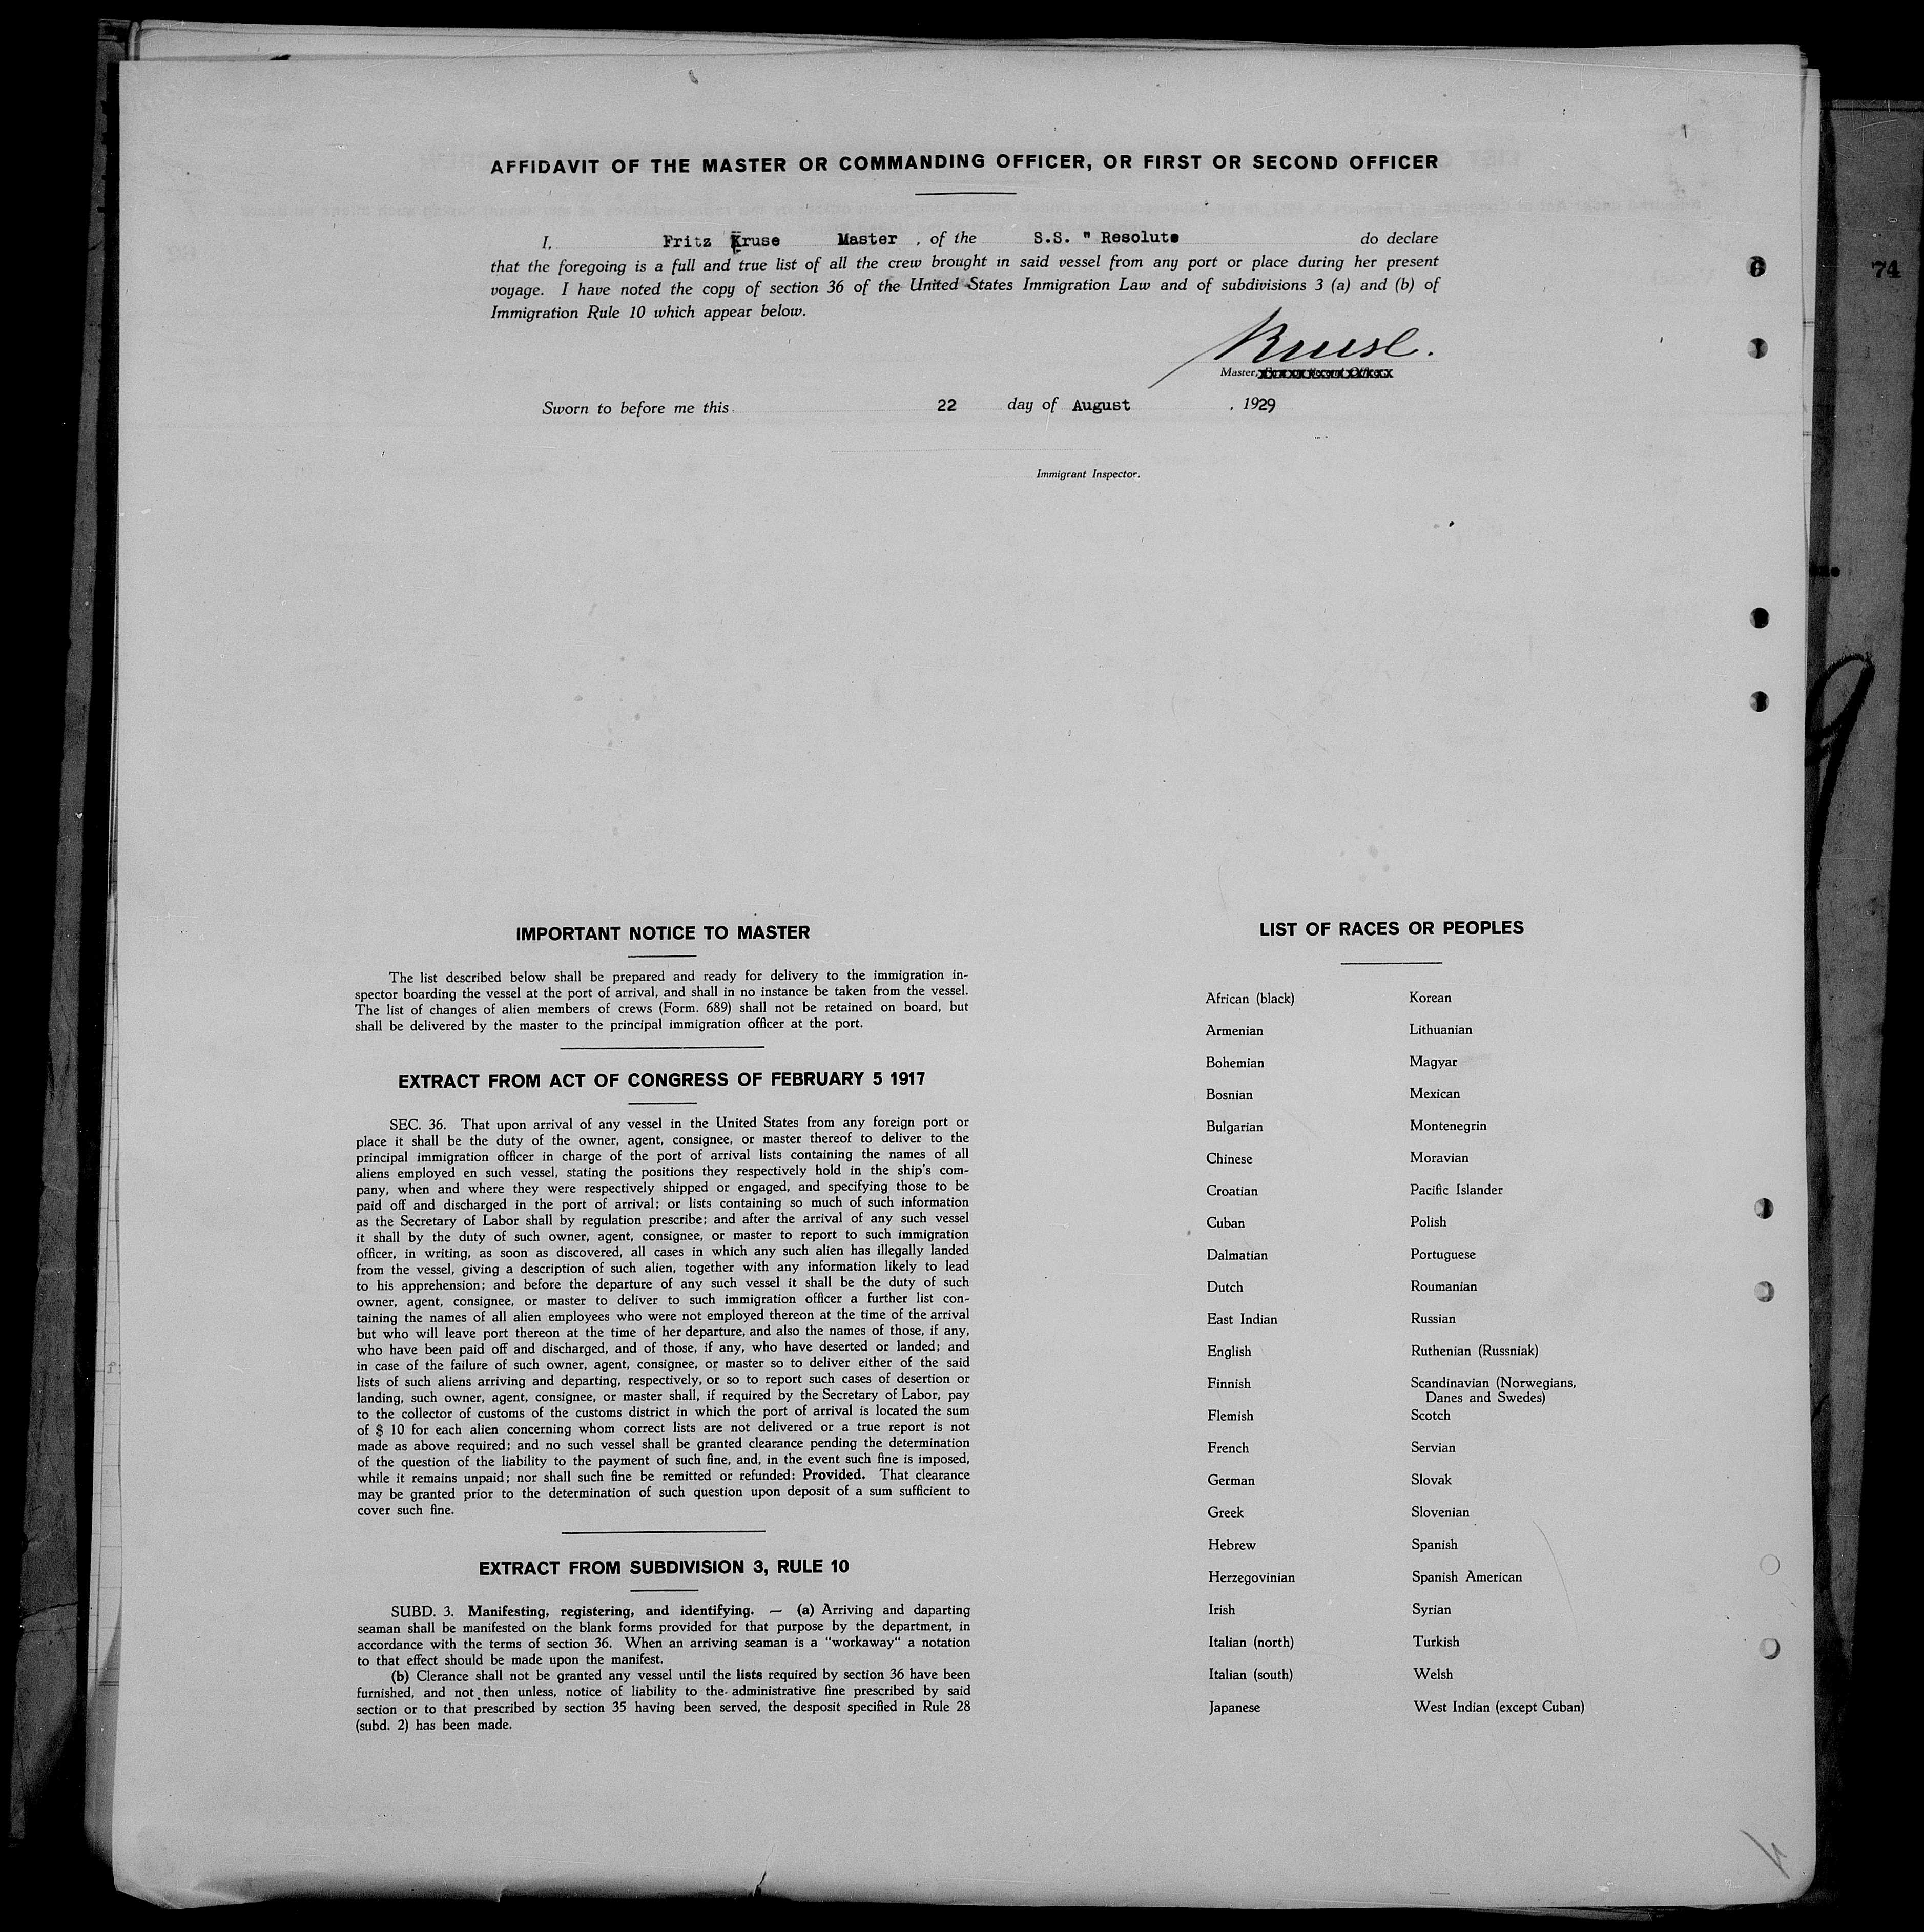 AFFIDAVIT OF THE MASTER OR COMMANDING OFFICER, OR FIRST OR SECOND OFFICER
I, Fritz Kruse Master , of the S.S. " Resolute do declare
that the foregoing is a full and true list of all the crew brought in said vessel from any port or place during her present
voyage. I have noted the copy of section 36 of the United States Immigration Law and of subdivisions 3 (a) and (b) of
Immigration Rule 10 which appear below.
Kruse.
Master,
Sworn to before me this 22 day of August , 1929
Immigrant Inspector.
6
74
9
IMPORTANT NOTICE TO MASTER
The list described below shall be prepared and ready for delivery to the immigration in-
spector boarding the vessel at the port of arrival, and shall in no instance be taken from the vessel.
The list of changes of alien members of crews (Form. 689) shall not be retained on board, but
shall be delivered by the master to the principal immigration officer at the port.
EXTRACT FROM ACT OF CONGRESS OF FEBRUARY 5 1917
SEC. 36. That upon arrival of any vessel in the United States from any foreign port or
place it shall be the duty of the owner, agent, consignee, or master thereof to deliver to the
principal immigration officer in charge of the port of arrival lists containing the names of all
aliens employed en such vessel, stating the positions they respectively hold in the ship's com-
pany, when and where they were respectively shipped or engaged, and specifying those to be
paid off and discharged in the port of arrival; or lists containing so much of such information
as the Secretary of Labor shall by regulation prescribe; and after the arrival of any such vessel
it shall by the duty of such owner, agent, consignee, or master to report to such immigration
officer, in writing, as soon as discovered, all cases in which any such alien has illegally landed
from the vessel, giving a description of such alien, together with any information likely to lead
to his apprehension; and before the departure of any such vessel it shall be the duty of such
owner, agent, consignee, or master to deliver to such immigration officer a further list con-
taining the names of all alien employees who were not employed thereon at the time of the arrival
but who will leave port thereon at the time of her departure, and also the names of those, if any,
who have been paid off and discharged, and of those, if any, who have deserted or landed; and
in case of the failure of such owner, agent, consignee, or master so to deliver either of the said
lists of such aliens arriving and departing, respectively, or so to report such cases of desertion or
landing, such owner, agent, consignee, or master shall, if required by the Secretary of Labor, pay
to the collector of customs of the customs district in which the port of arrival is located the sum
of $ 10 for each alien concerning whom correct lists are not delivered or a true report is not
made as above required; and no such vessel shall be granted clearance pending the determination
of the question of the liability to the payment of such fine, and, in the event such fine is imposed,
while it remains unpaid; nor shall such fine be remitted or refunded: Provided. That clearance
may be granted prior to the determination of such question upon deposit of a sum sufficient to
cover such fine.
EXTRACT FROM SUBDIVISION 3, RULE 10
SUBD. 3. Manifesting, registering, and identifying. — (a) Arriving and daparting
seaman shall be manifested on the blank forms provided for that purpose by the department, in
accordance with the terms of section 36. When an arriving seaman is a "workaway" a notation
to that effect should be made upon the manifest.
(b) Clerance shall not be granted any vessel until the lists required by section 36 have been
furnished, and not then unless, notice of liability to the administrative fine prescribed by said
section or to that prescribed by section 35 having been served, the desposit specified in Rule 28
(subd. 2) has been made.
LIST OF RACES OR PEOPLES
African (black)
Armenian
Bohemian
Bosnian
Bulgarian
Chinese
Croatian
Cuban
Dalmatian
Dutch
East Indian
English
Finnish
Flemish
French
German
Greek
Hebrew
Herzegovinian
Irish
Italian (north)
Italian (south)
Japanese
Korean
Lithuanian
Magyar
Mexican
Montenegrin
Moravian
Pacific Islander
Polish
Portuguese
Roumanian
Russian
Ruthenian (Russniak)
Scandinavian (Norwegians,
Danes and Swedes)
Scotch
Servian
Slovak
Slovenian
Spanish
Spanish American
Syrian
Turkish
Welsh
West Indian (except Cuban)